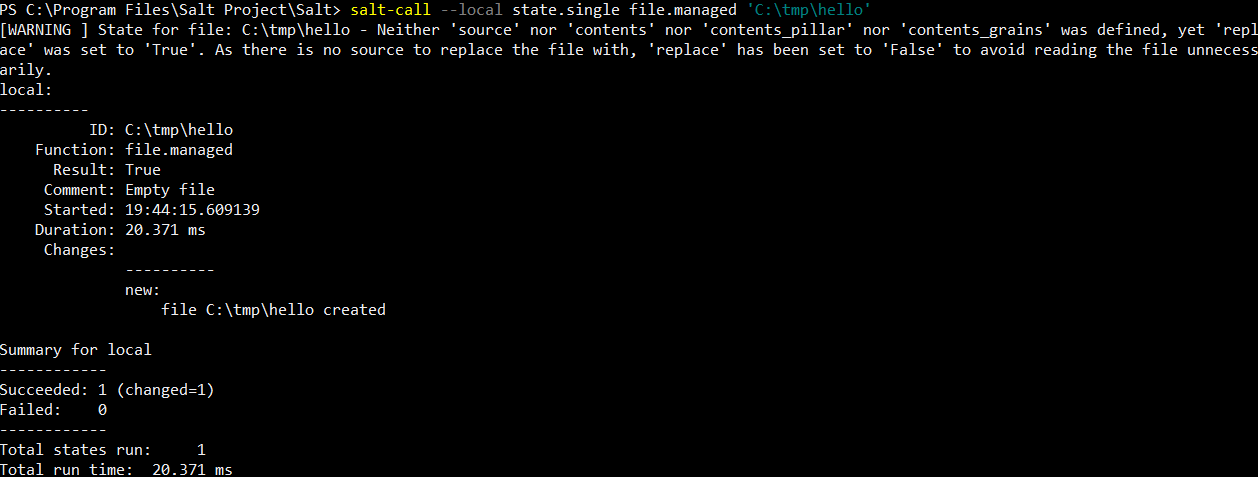 PS C:\Program Files\Salt Project\Salt> salt-call --local state.single file.managed 'C:\tmp\hello'
[WARNING ] State for file: C:\tmp\hello - Neither 'source' nor 'contents' nor 'contents_pillar' nor 'contents_grains' was defined, yet 'repl
ace' was set to 'True'. As there is no source to replace the file with, 'replace' has been set to 'False' to avoid reading the file unnecess
arily.
local:
----------
          ID: C:\tmp\hello
    Function: file.managed
      Result: True
     Comment: Empty file
     Started: 19:44:15.609139
    Duration: 20.371 ms
     Changes:
              ----------
              new:
                  file C:\tmp\hello created

Summary for local
------------
Succeeded: 1 (changed=1)
Failed:    0
------------
Total states run:     1
Total run time:  20.371 ms